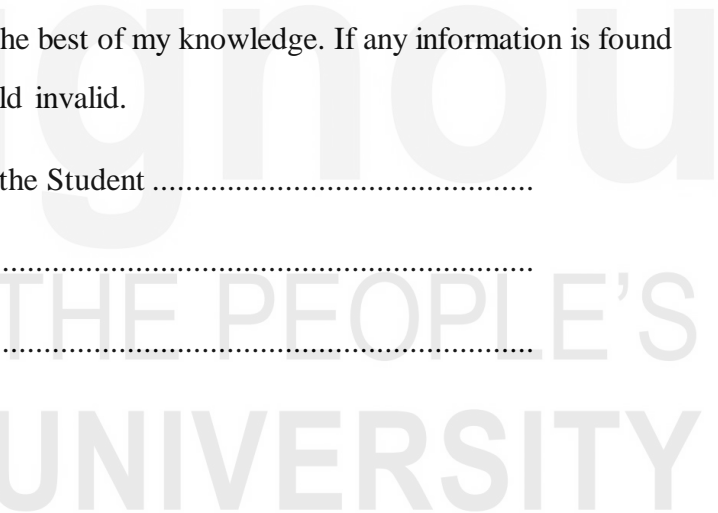 he best of my knowledge. If any information is found
ld invalid.
the Student ..............................................
.................................................................
.................................................................
ignou
THE PEOPLE'S
UNIVERSITY